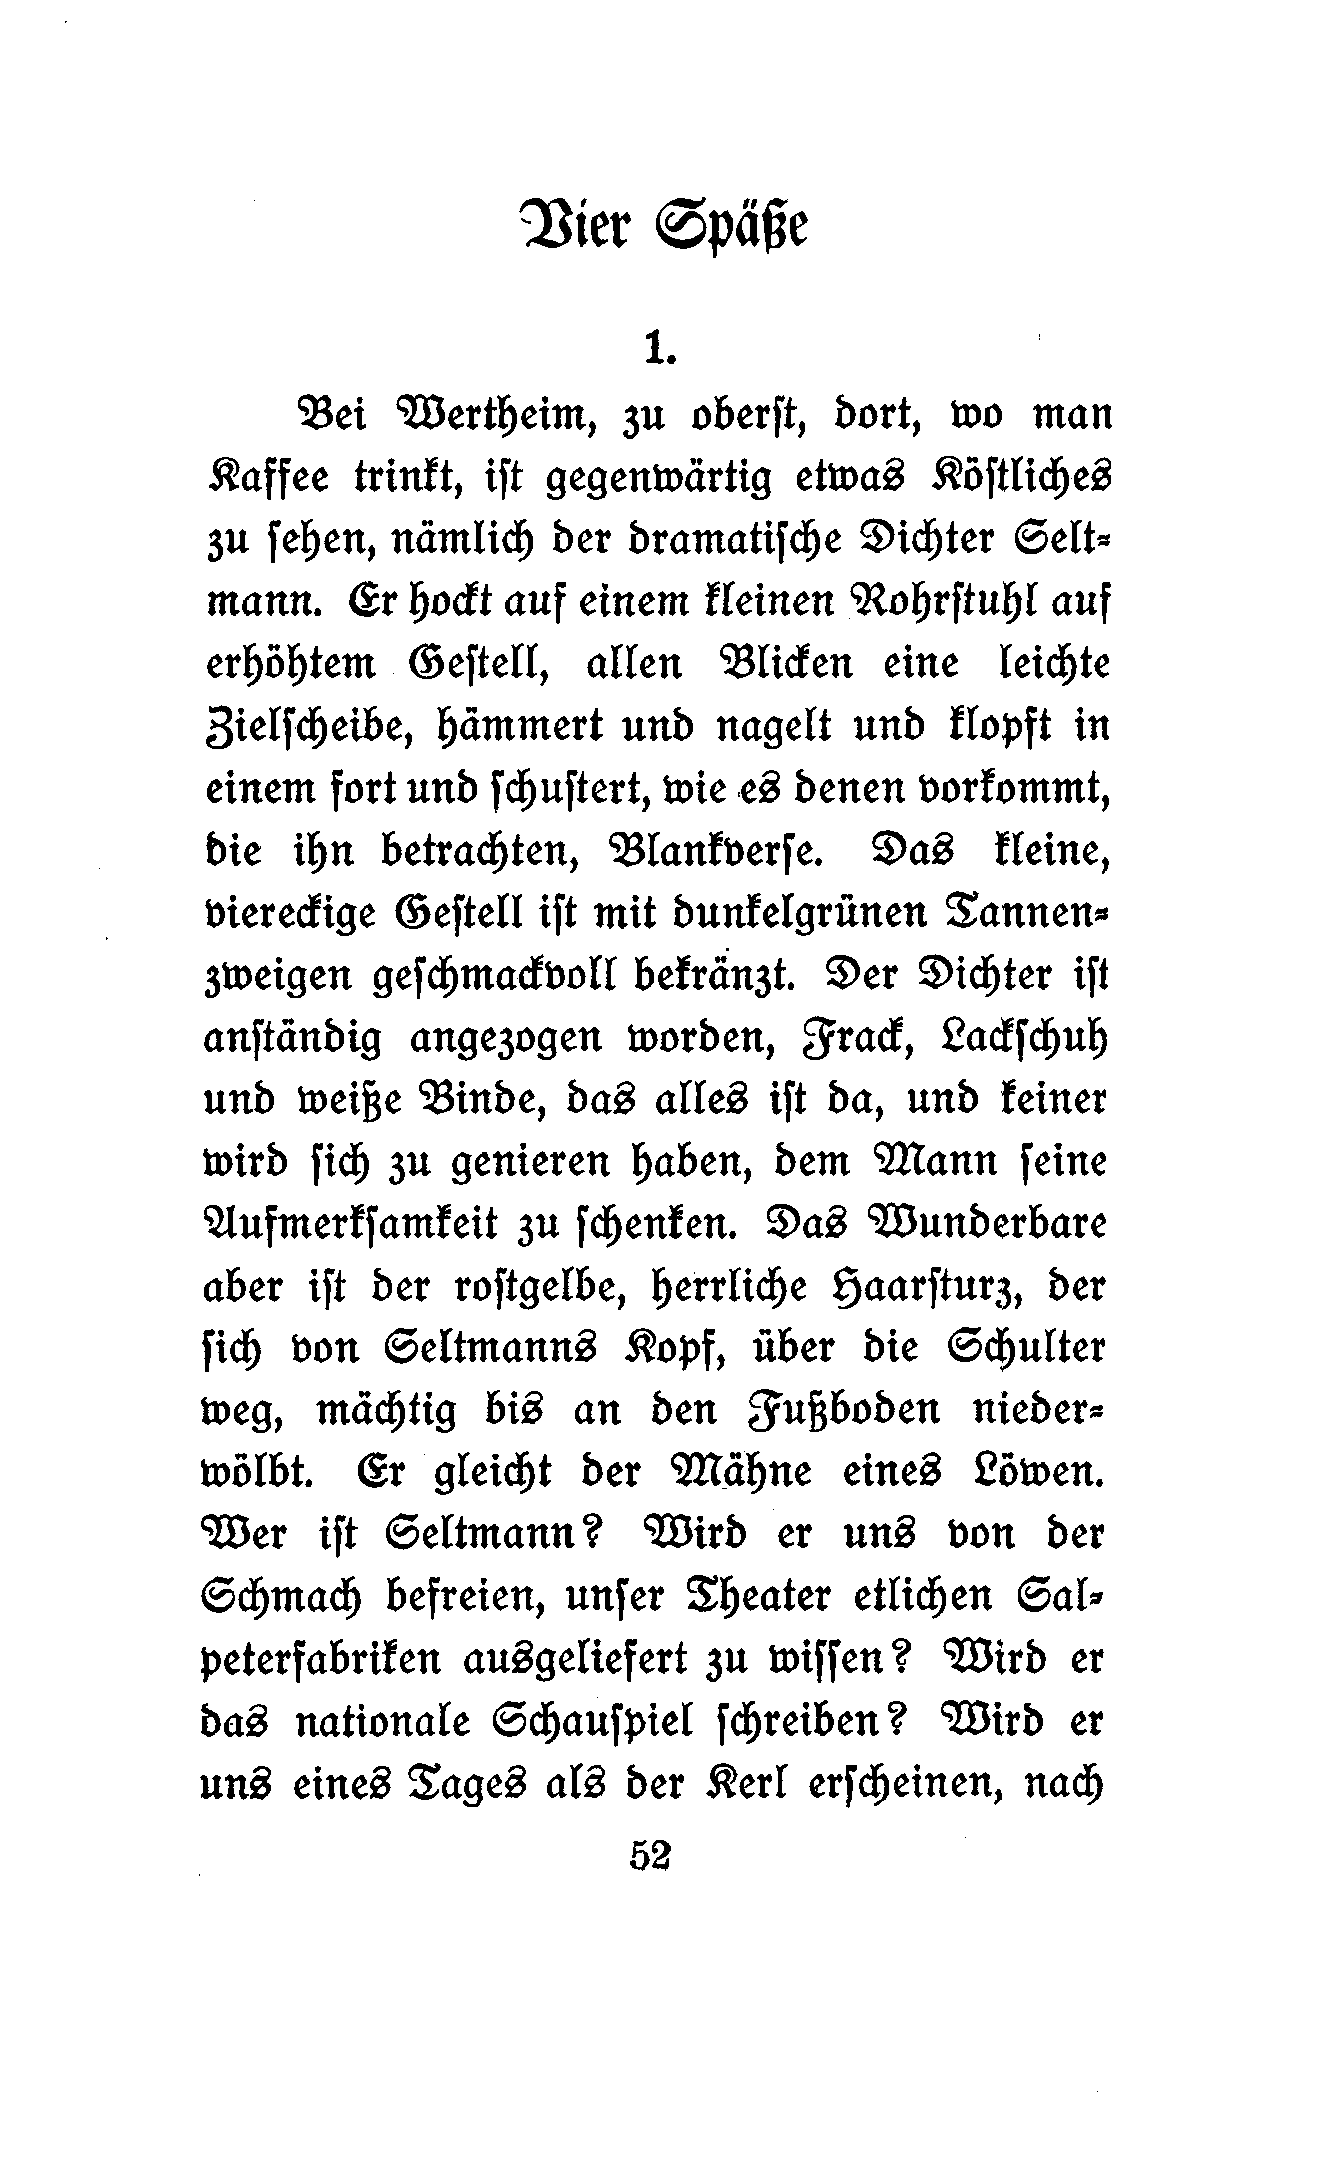 Vier Späße
1.
Bei Wertheim, zu oberſt, dort, wo man
Kaffee trinkt, iſt gegenwärtig etwas Köſtliches
zu ſehen, nämlich der dramatiſche Dichter Selt⸗
mann. Er hockt auf einem kleinen Rohrſtuhl auf
erhöhtem Geſtell, allen Blicken eine leichte
Zielſcheibe, hämmert und nagelt und klopft in
einem fort und ſchuſtert, wie es denen vorkommt,
die ihn betrachten, Blankverſe. Das kleine,
viereckige Geſtell iſt mit dunkelgrünen Tannen⸗
zweigen geſchmackvoll bekränzt. Der Dichter iſt
anſtändig angezogen worden, Frack, Lackſchuh
und weiße Binde, das alles iſt da, und keiner
wird ſich zu genieren haben, dem Mann ſeine
Aufmerkſamkeit zu ſchenken. Das Wunderbare
aber iſt der roſtgelbe, herrliche Haarſturz, der
ſich von Seltmanns Kopf, über die Schulter
weg, mächtig bis an den Fußboden nieder⸗
wölbt. Er gleicht der Mähne eines Löwen.
Wer iſt Seltmann? Wird er uns von der
Schmach befreien, unſer Theater etlichen Sal⸗
peterfabriken ausgeliefert zu wiſſen? Wird er
das nationale Schauſpiel ſchreiben? Wird er
uns eines Tages als der Kerl erſcheinen, nach
52